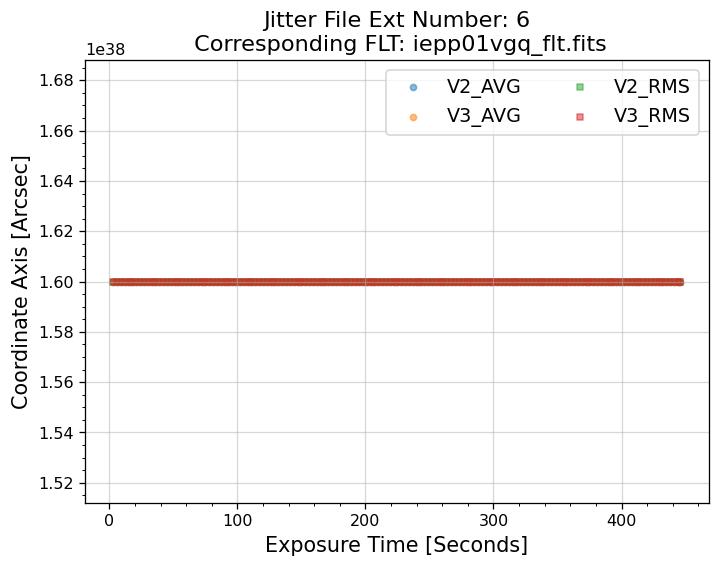 Jitter File Ext Number: 6
Corresponding FLT: iepp01vgq_flt.fits
1e38
1.68
1.66
1.64
1.62
1.60
1.58
1.56
1.54
1.52
Coordinate Axis [Arcsec]
V2_AVG V2_RMS
V3_AVG V3_RMS
0 100 200 300 400
Exposure Time [Seconds]